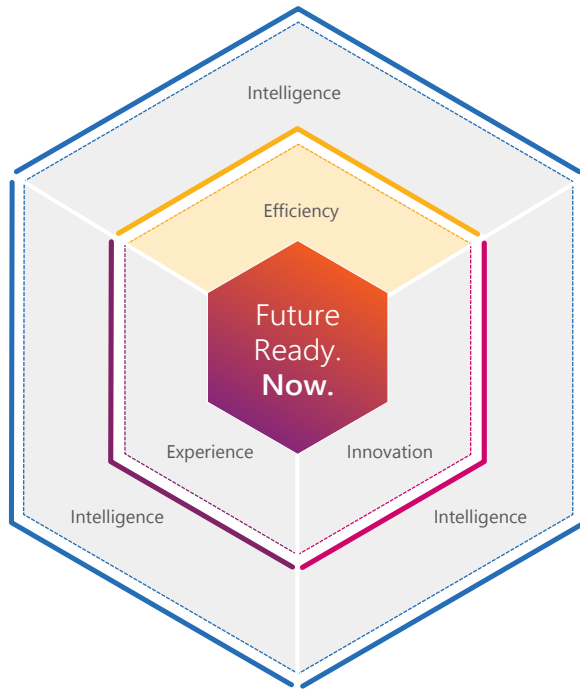 Intelligence
Efficiency
Future
Ready.
Now.
Experience
Innovation
Intelligence
Intelligence